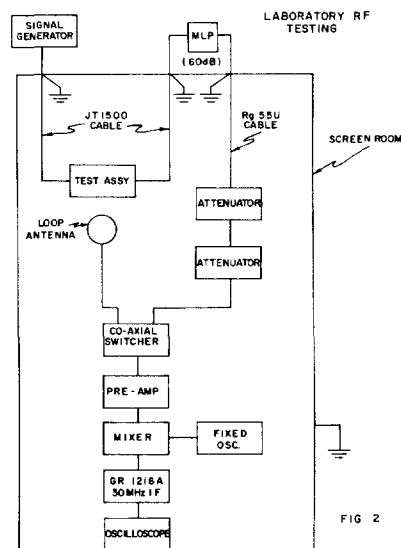 SIGNAL
GENERATOR
MLP
(60dB)
LABORATORY RF
TESTING
JT1500
CABLE
Rg 55U
CABLE
SCREEN ROOM
TEST ASSY
ATTENUATOR
LOOP
ANTENNA
ATTENUATOR
CO-AXIAL
SWITCHER
PRE-AMP
MIXER
FIXED
OSC.
GR 1216A
30MHz IF
OSCILLOSCOPE
FIG 2